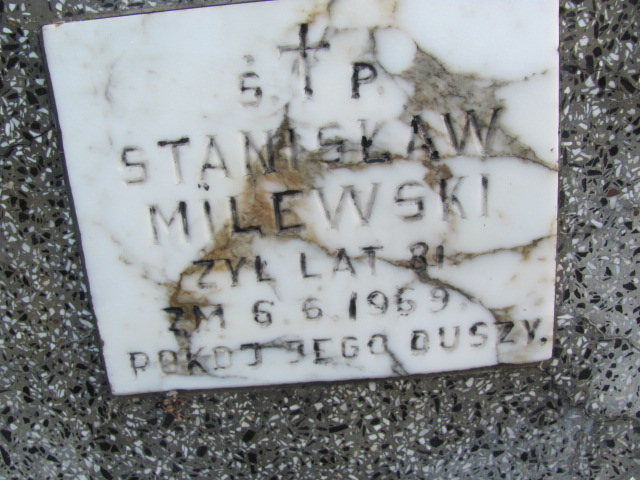 Ś. † P.
STANISŁAW
MILEWSKI
ŻYŁ LAT 81
ZM 6.6.1969.
POKÓJ JEGO DUSZY.